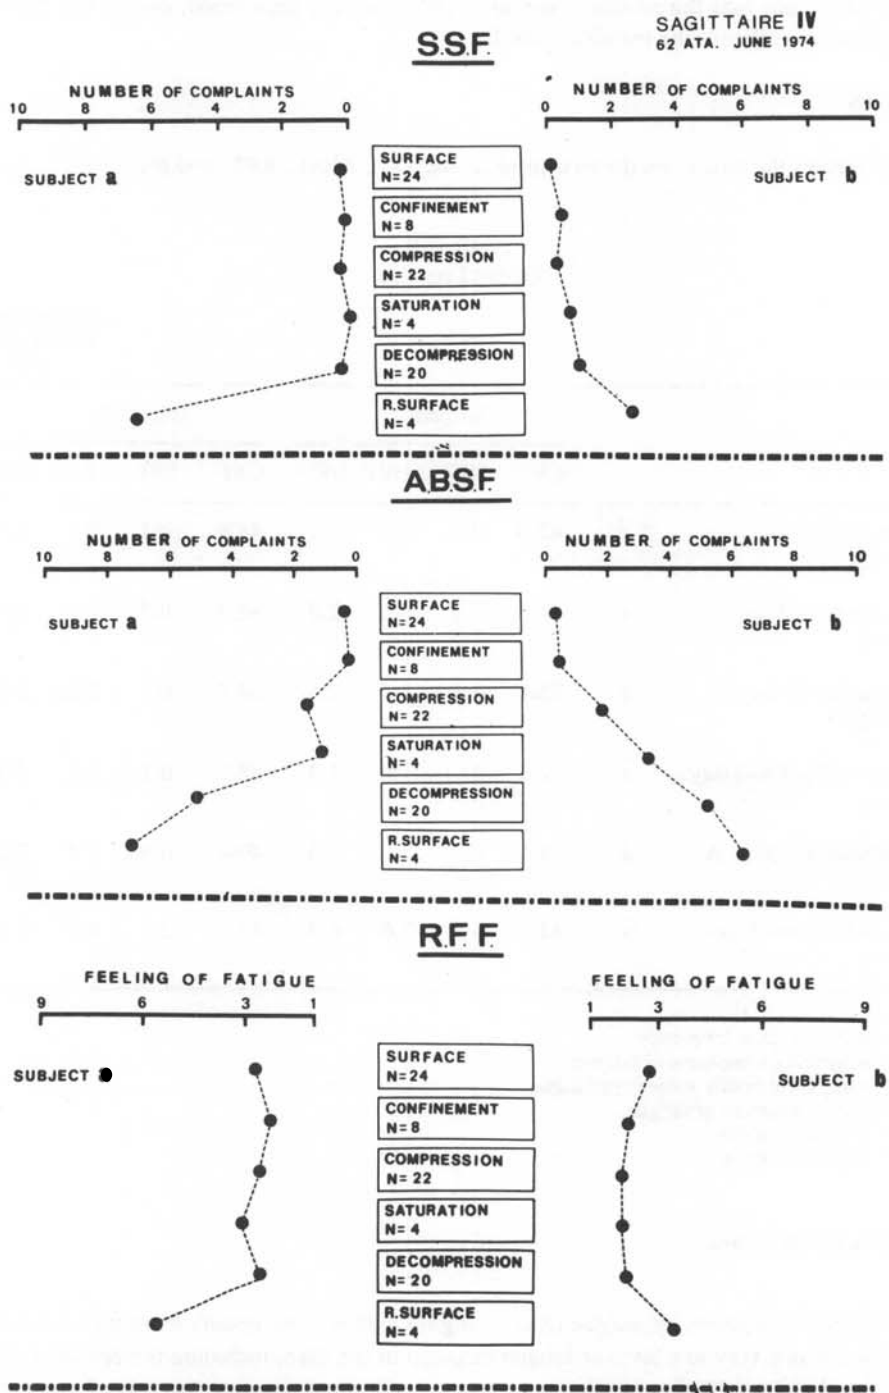 SAGITTAIRE IV
62 ATA. JUNE 1974
S.S.F.
NUMBER OF COMPLAINTS
10 8 6 4 2 0
NUMBER OF COMPLAINTS
0 2 4 6 8 10
SUBJECT a
SUBJECT b
SURFACE
N=24
CONFINEMENT
N=8
COMPRESSION
N=22
SATURATION
N=4
DECOMPRESSION
N=20
R.SURFACE
N=4
A.B.S.F.
NUMBER OF COMPLAINTS
10 8 6 4 2 0
NUMBER OF COMPLAINTS
0 2 4 6 8 10
SUBJECT a
SUBJECT b
SURFACE
N=24
CONFINEMENT
N=8
COMPRESSION
N=22
SATURATION
N=4
DECOMPRESSION
N=20
R.SURFACE
N=4
R.F.F.
FEELING OF FATIGUE
9 6 3 1
FEELING OF FATIGUE
1 3 6 9
SUBJECT
SUBJECT b
SURFACE
N=24
CONFINEMENT
N=8
COMPRESSION
N=22
SATURATION
N=4
DECOMPRESSION
N=20
R.SURFACE
N=4